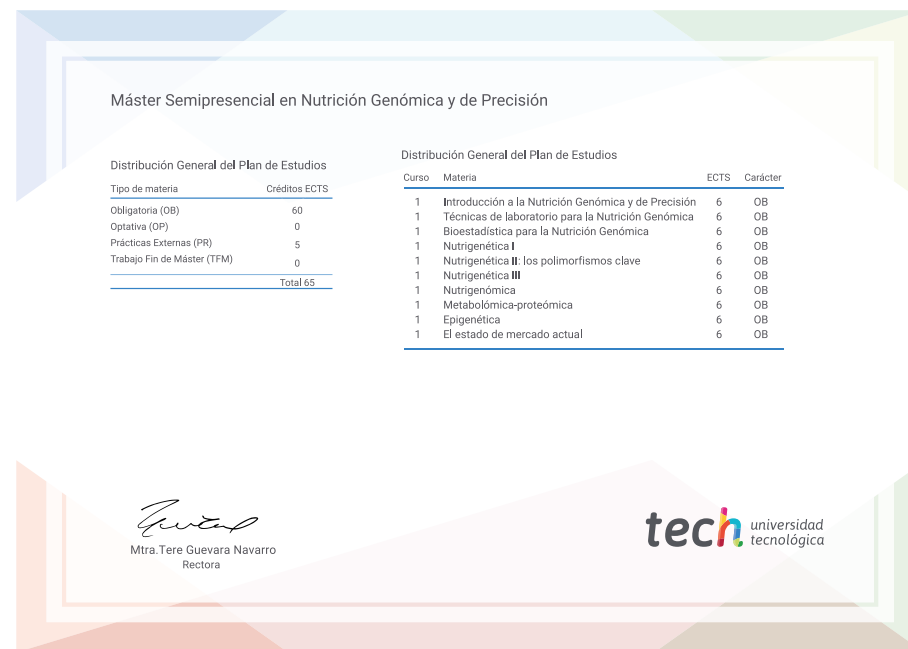 Máster Semipresencial en Nutrición Genómica y de Precisión
Distribución General del Plan de Estudios
Tipo de materia Créditos ECTS
Obligatoria (OB) 60
Optativa (OP) 0
Prácticas Externas (PR) 5
Trabajo Fin de Máster (TFM) 0
Total 65
Distribución General del Plan de Estudios
Curso Materia ECTS Carácter
1 Introducción a la Nutrición Genómica y de Precisión 6 OB
1 Técnicas de laboratorio para la Nutrición Genómica 6 OB
1 Bioestadística para la Nutrición Genómica 6 OB
1 Nutrigenética I 6 OB
1 Nutrigenética II: los polimorfismos clave 6 OB
1 Nutrigenética III 6 OB
1 Nutrigenómica 6 OB
1 Metabolómica-proteómica 6 OB
1 Epigenética 6 OB
1 El estado de mercado actual 6 OB
Mtra.Tere Guevara Navarro
Rectora
tech universidad
tecnológica